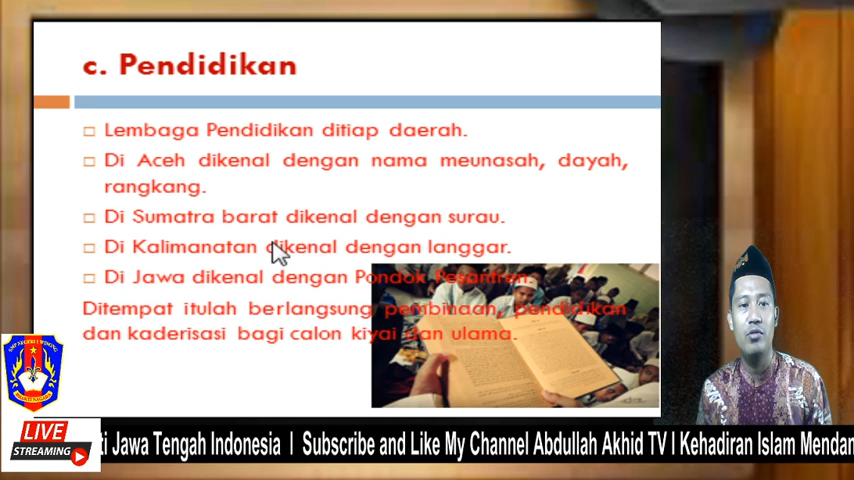 c. Pendidikan
Lembaga Pendidikan ditiap daerah.
Di Aceh dikenal dengan nama meunasah, dayah,
rangkang.
Di Sumatra barat dikenal dengan surau.
Di Kalimanatan dikenal dengan langgar.
Di Jawa dikenal dengan Pondok Pesantren.
Ditempat itulah berlangsung pembinaan, pendidikan
dan kaderisasi bagi calon kiyai dan ulama.
LIVE
STREAMING
ti Jawa Tengah Indonesia I Subscribe and Like My Channel Abdullah Akhid TV I Kehadiran Islam Mendam